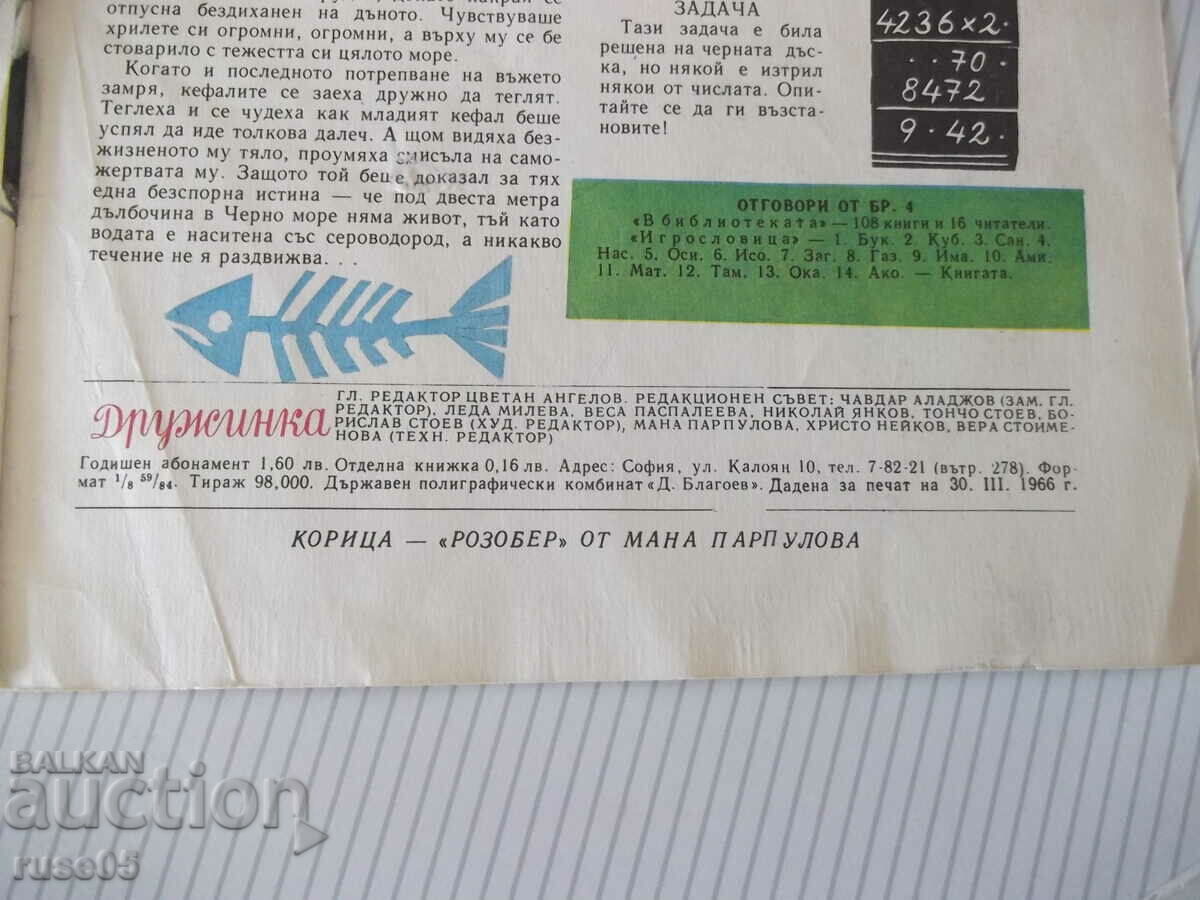 отпусна бездиханен на дъното. Чувствуваше
хрилете си огромни, огромни, а върху му се бе
стоварило с тежестта си цялото море.
Когато и последното потрепване на въжето
замря, кефалите се заеха дружно да теглят.
Теглеха и се чудеха как младият кефал беше
успял да иде толкова далеч. А щом видяха без-
жизненото му тяло, проумяха смисъла на само-
жертвата му. Защото той беше доказал за тях
една безспорна истина — че под двеста метра
дълбочина в Черно море няма живот, тъй като
водата е наситена със сероводород, а никакво
течение не я раздвижва. . .
ЗАДАЧА
Тази задача е била
решена на черната дъс-
ка, но някой е изтрил
някои от числата. Опи-
тайте се да ги възста-
новите!
4236×2·
··70·
8472
9·42·
ОТГОВОРИ ОТ БР. 4
«В библиотеката» — 108 книги и 16 читатели.
«Игрословица» — 1. Бук. 2. Куб. 3. Сан. 4.
Нас. 5. Оси. 6. Исо. 7. Заг. 8. Газ. 9. Има. 10. Ами.
11. Мат. 12. Там. 13. Ока. 14. Ако. — Книгата.
Дружинка
ГЛ. РЕДАКТОР ЦВЕТАН АНГЕЛОВ. РЕДАКЦИОНЕН СЪВЕТ: ЧАВДАР АЛАДЖОВ (ЗАМ. ГЛ.
РЕДАКТОР), ЛЕДА МИЛЕВА, ВЕСА ПАСПАЛЕЕВА, НИКОЛАЙ ЯНКОВ, ТОНЧО СТОЕВ, БО-
РИСЛАВ СТОЕВ (ХУД. РЕДАКТОР), МАНА ПАРПУЛОВА, ХРИСТО НЕЙКОВ, ВЕРА СТОИМЕ-
НОВА (ТЕХН. РЕДАКТОР)
Годишен абонамент 1,60 лв. Отделна книжка 0,16 лв. Адрес: София, ул. Калоян 10, тел. 7-82-21 (вътр. 278). Фор-
мат 1/8 59/84. Тираж 98,000. Държавен полиграфически комбинат «Д. Благоев». Дадена за печат на 30. III. 1966 г.
КОРИЦА — «РОЗОБЕР» ОТ МАНА ПАРПУЛОВА
BALKAN
auction
ruse05